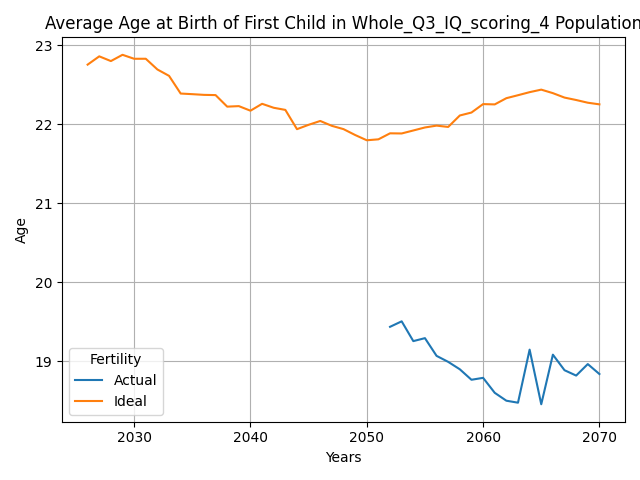 Average Age at Birth of First Child in Whole_Q3_IQ_scoring_4 Population
23
22
21
20
19
Age
Fertility
Actual
Ideal
2030
2040
2050
2060
2070
Years